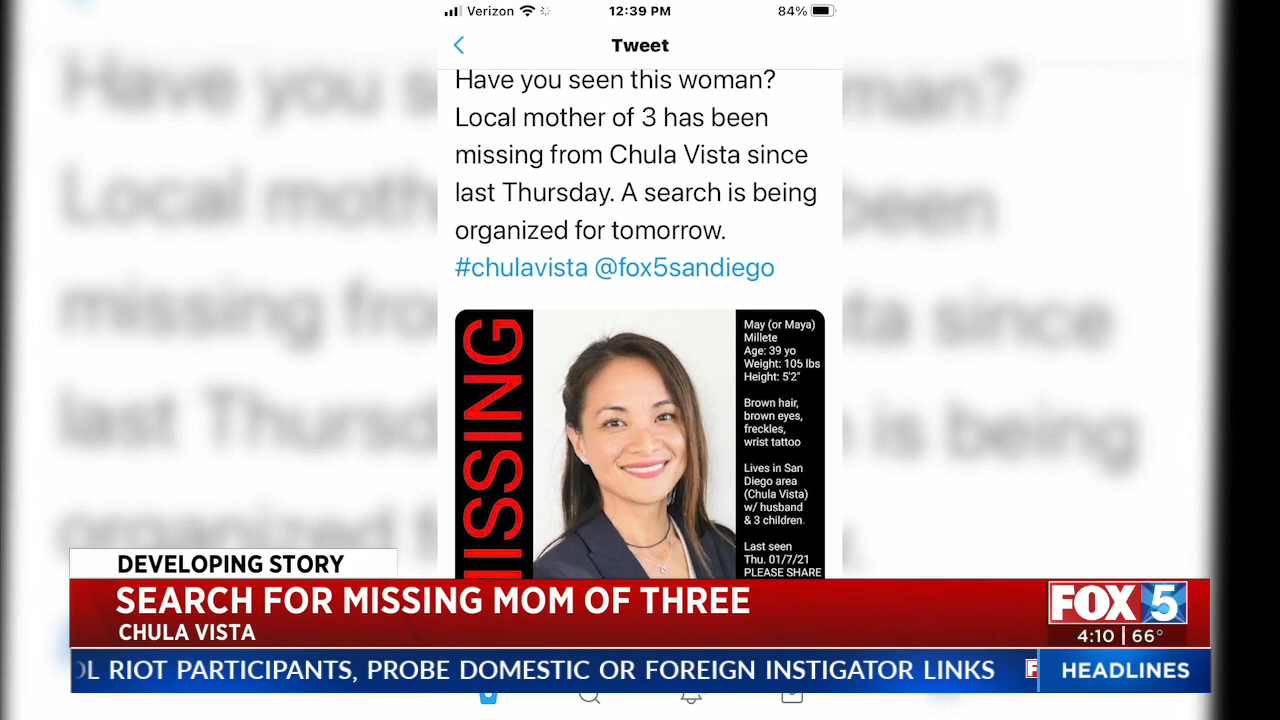 Verizon
12:39 PM
84%
Tweet
Have you seen this woman?
Local mother of 3 has been
missing from Chula Vista since
last Thursday. A search is being
organized for tomorrow.
#chulavista @fox5sandiego
MISSING
May (or Maya)
Millete
Age: 39 yo
Weight: 105 lbs
Height: 5'2"
Brown hair,
brown eyes,
freckles,
wrist tattoo
Lives in San
Diego area
(Chula Vista)
w/ husband
& 3 children.
Last seen
Thu. 01/7/21
PLEASE SHARE
DEVELOPING STORY
SEARCH FOR MISSING MOM OF THREE
CHULA VISTA
FOX 5
4:10 | 66°
RIOT PARTICIPANTS, PROBE DOMESTIC OR FOREIGN INSTIGATOR LINKS
HEADLINES